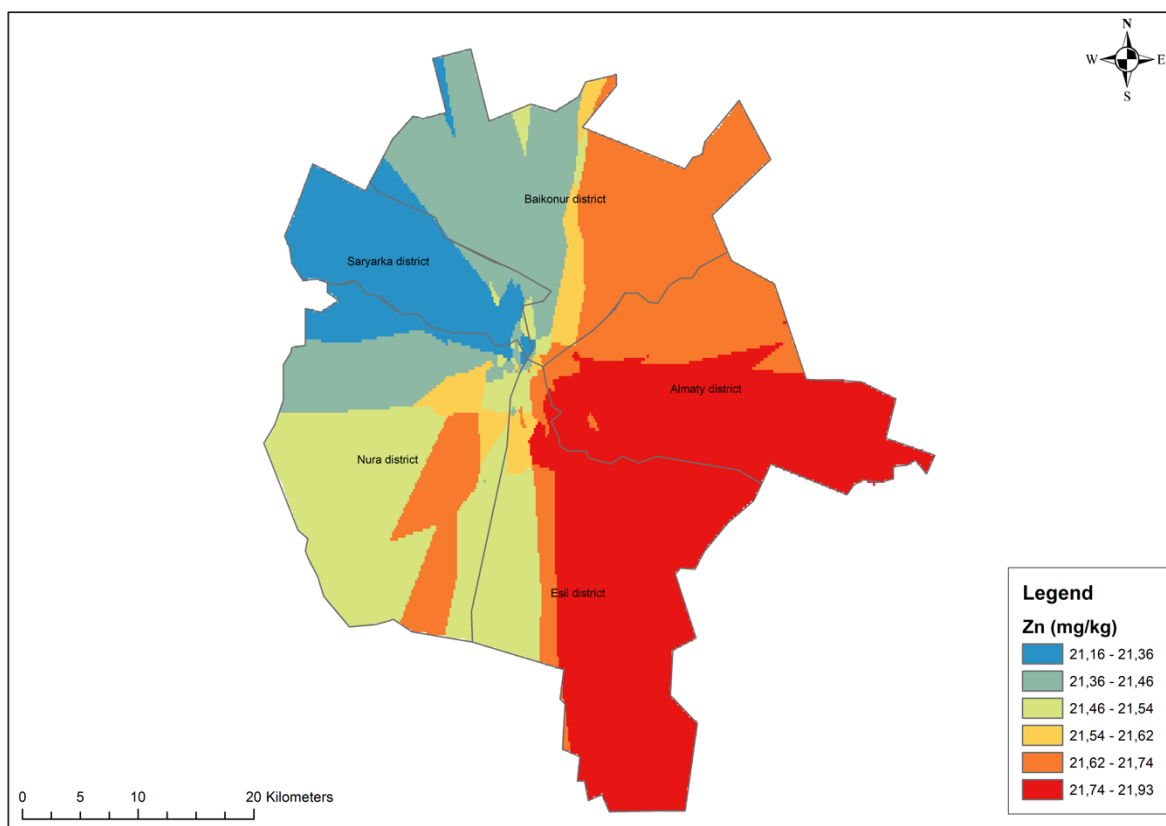 N
W E
S
Baikonur district
Saryarka district
Almaty district
Nura district
Esil district
Legend
Zn (mg/kg)
21,16 - 21,36
21,36 - 21,46
21,46 - 21,54
21,54 - 21,62
21,62 - 21,74
21,74 - 21,93
0 5 10 20 Kilometers